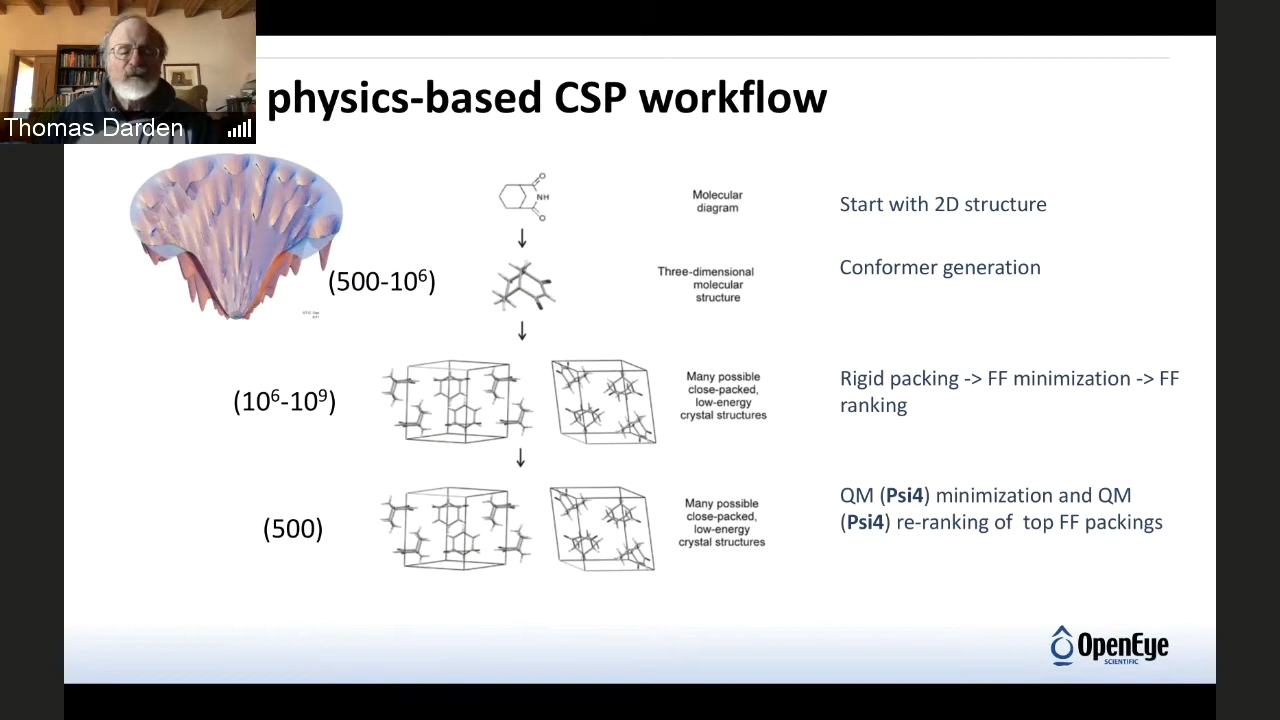 physics-based CSP workflow
Thomas Darden
O
NH
O
Molecular
diagram
Start with 2D structure
(500-10⁶)
Three-dimensional
molecular
structure
Conformer generation
(10⁶-10⁹)
Many possible
close-packed,
low-energy
crystal structures
Rigid packing -> FF minimization -> FF
ranking
(500)
Many possible
close-packed,
low-energy
crystal structures
QM (Psi4) minimization and QM
(Psi4) re-ranking of top FF packings
OpenEye
SCIENTIFIC